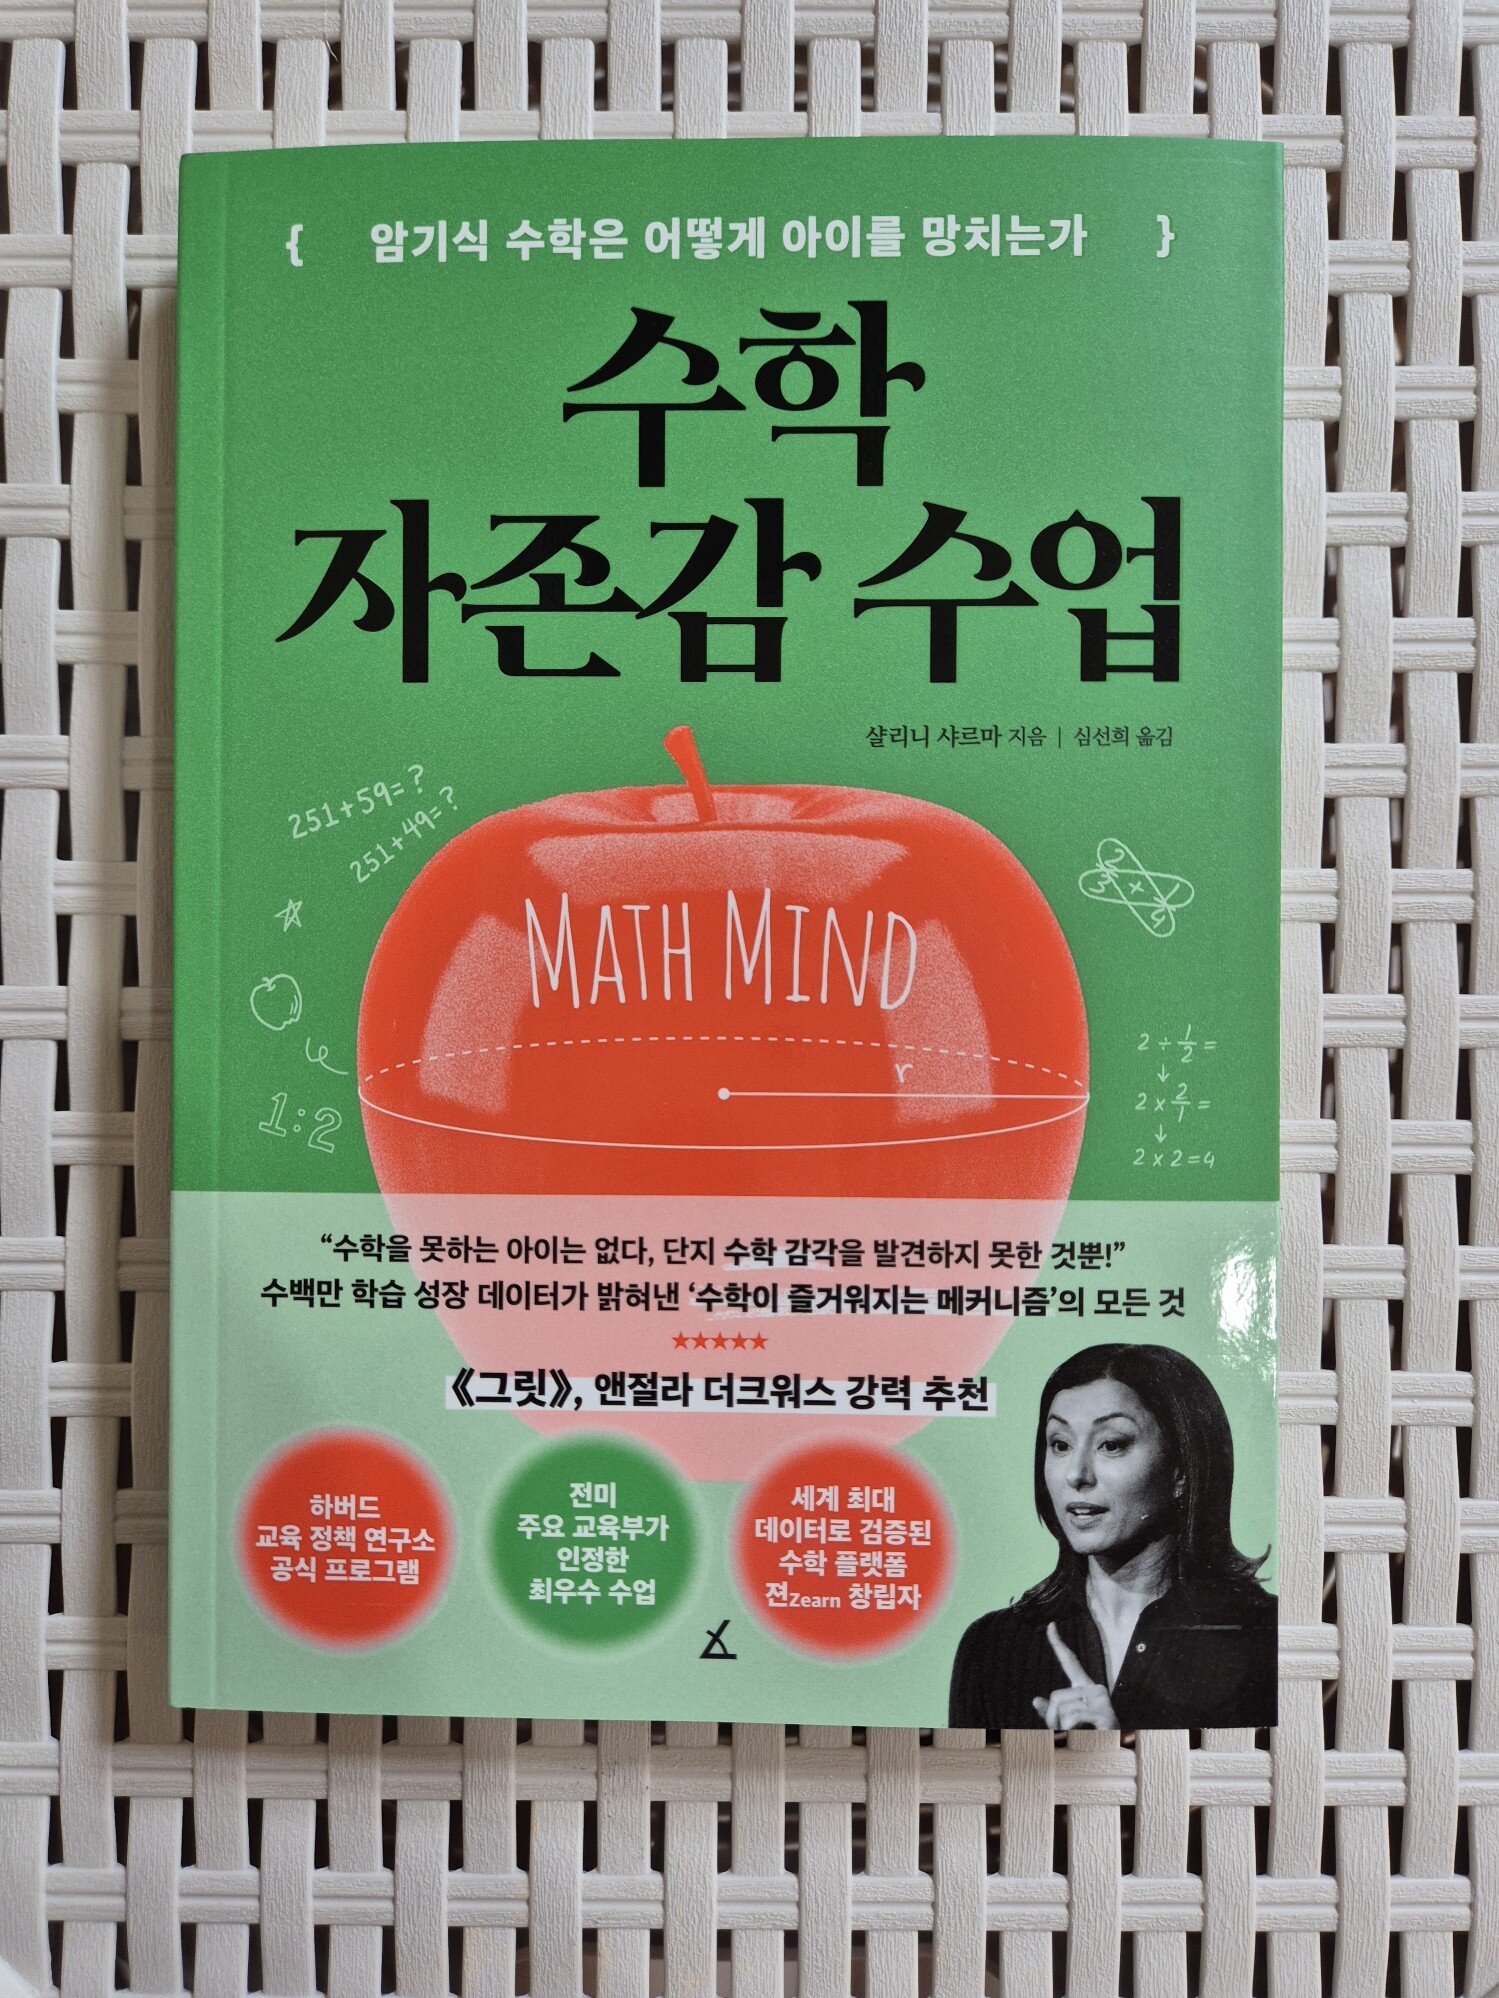 { 암기식 수학은 어떻게 아이를 망치는가 }
수학
자존감 수업
샬리니 샤르마 지음 | 심선희 옮김
251+59=?
251+49=?
MATH MIND
r
1:2
2 ÷ 1/2 =
↓
2 x 2/1 =
↓
2 x 2 = 4
“수학을 못하는 아이는 없다, 단지 수학 감각을 발견하지 못한 것뿐!”
수백만 학습 성장 데이터가 밝혀낸 ‘수학이 즐거워지는 메커니즘’의 모든 것
★★★★★
《그릿》, 앤절라 더크워스 강력 추천
하버드
교육 정책 연구소
공식 프로그램
전미
주요 교육부가
인정한
최우수 수업
세계 최대
데이터로 검증된
수학 플랫폼
젼Zearn 창립자